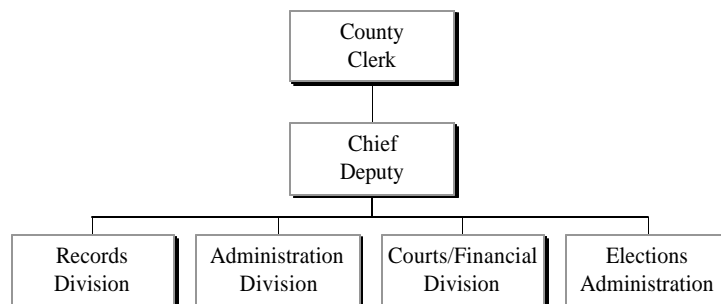 County
Clerk
Chief
Deputy
Records
Division
Administration
Division
Courts/Financial
Division
Elections
Administration